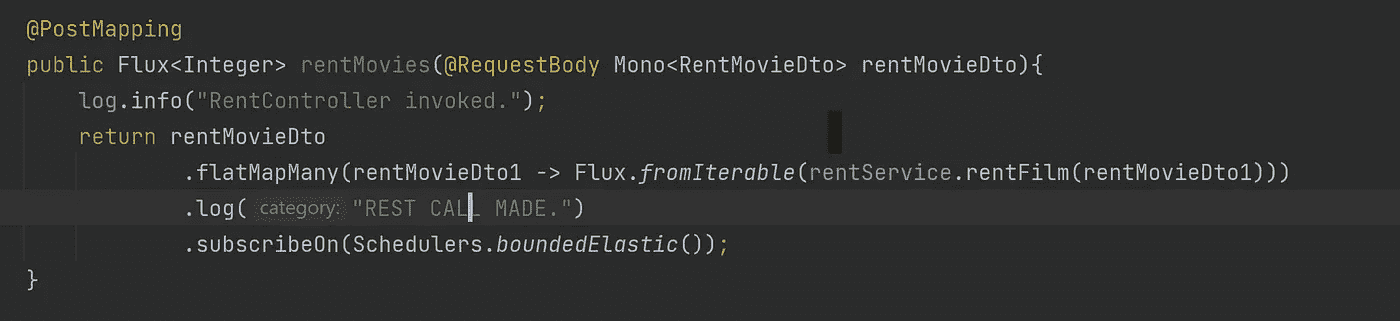 @PostMapping
public Flux<Integer> rentMovies(@RequestBody Mono<RentMovieDto> rentMovieDto){
    log.info("RentController invoked.");
    return rentMovieDto
            .flatMapMany(rentMovieDto1 -> Flux.fromIterable(rentService.rentFilm(rentMovieDto1)))
            .log( category: "REST CALL MADE.")
            .subscribeOn(Schedulers.boundedElastic());
}